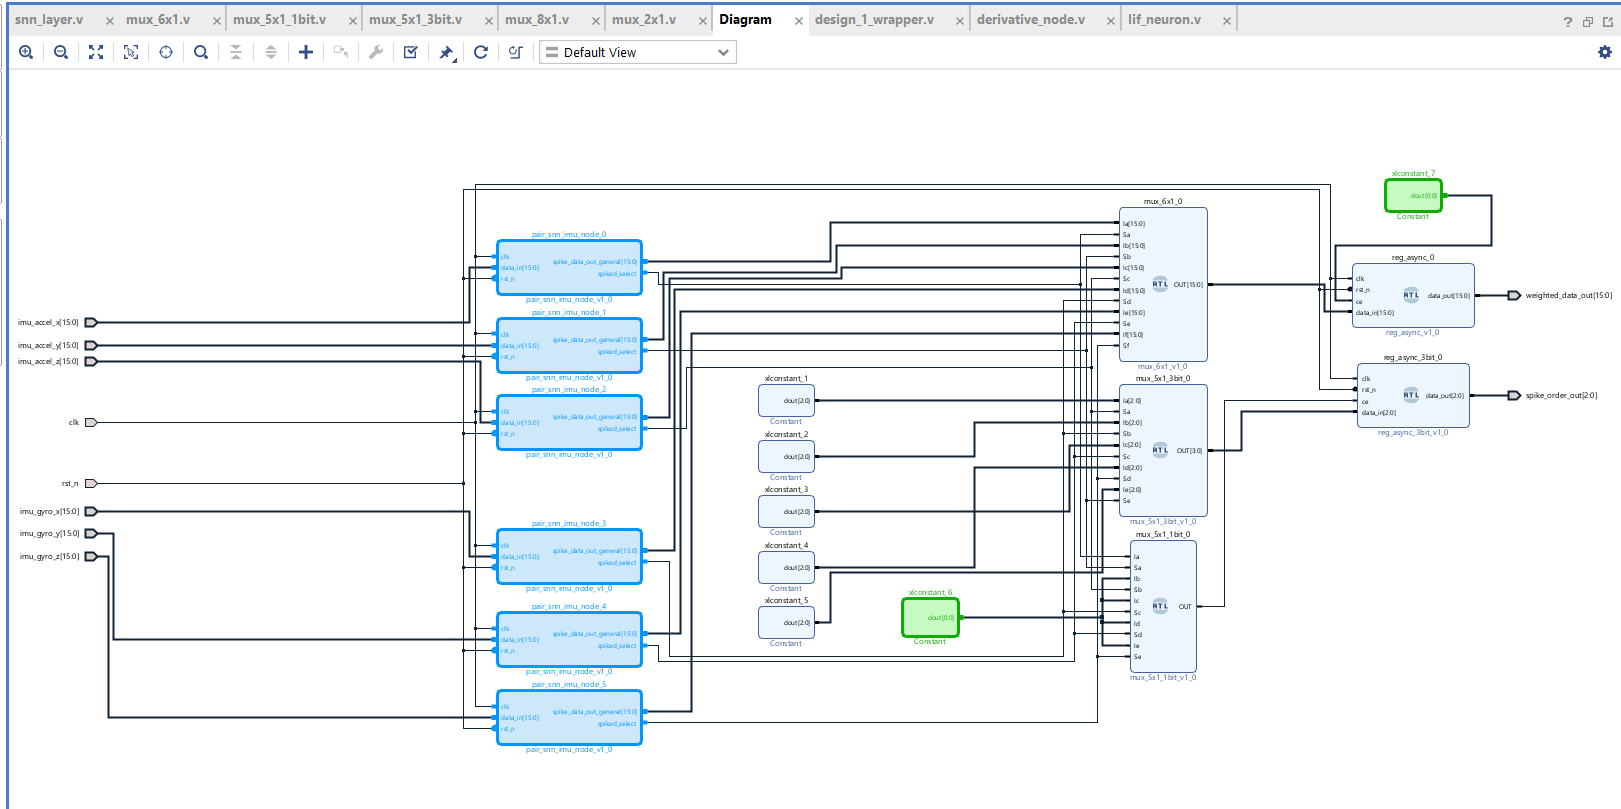 snn_layer.v
mux_6x1.v
mux_5x1_1bit.v
mux_5x1_3bit.v
mux_8x1.v
mux_2x1.v
Diagram
design_1_wrapper.v
derivative_node.v
lif_neuron.v
Default View
imu_accel_x[15:0]
imu_accel_y[15:0]
imu_accel_z[15:0]
clk
rst_n
imu_gyro_x[15:0]
imu_gyro_y[15:0]
imu_gyro_z[15:0]
pair_snn_imu_node_0
clk
data_in[15:0]
rst_n
spike_data_out_general[15:0]
spiked_select
pair_snn_imu_node_v1_0
pair_snn_imu_node_1
clk
data_in[15:0]
rst_n
spike_data_out_general[15:0]
spiked_select
pair_snn_imu_node_v1_0
pair_snn_imu_node_2
clk
data_in[15:0]
rst_n
spike_data_out_general[15:0]
spiked_select
pair_snn_imu_node_v1_0
pair_snn_imu_node_3
clk
data_in[15:0]
rst_n
spike_data_out_general[15:0]
spiked_select
pair_snn_imu_node_v1_0
pair_snn_imu_node_4
clk
data_in[15:0]
rst_n
spike_data_out_general[15:0]
spiked_select
pair_snn_imu_node_v1_0
pair_snn_imu_node_5
clk
data_in[15:0]
rst_n
spike_data_out_general[15:0]
spiked_select
pair_snn_imu_node_v1_0
xlconstant_1
dout[2:0]
Constant
xlconstant_2
dout[2:0]
Constant
xlconstant_3
dout[2:0]
Constant
xlconstant_4
dout[2:0]
Constant
xlconstant_5
dout[2:0]
Constant
xlconstant_6
dout[0:0]
Constant
mux_6x1_0
Ia[15:0]
Sa
Ib[15:0]
Sb
Ic[15:0]
Sc
Id[15:0]
Sd
Ie[15:0]
Se
If[15:0]
Sf
RTL
OUT[15:0]
mux_6x1_v1_0
mux_5x1_3bit_0
Ia[2:0]
Sa
Ib[2:0]
Sb
Ic[2:0]
Sc
Id[2:0]
Sd
Ie[2:0]
Se
RTL
OUT[3:0]
mux_5x1_3bit_v1_0
mux_5x1_1bit_0
Ia
Sa
Ib
Sb
Ic
Sc
Id
Sd
Ie
Se
RTL
OUT
mux_5x1_1bit_v1_0
xlconstant_7
dout[0:0]
Constant
reg_async_0
clk
rst_n
ce
data_in[15:0]
RTL
data_out[15:0]
reg_async_v1_0
weighted_data_out[15:0]
reg_async_3bit_0
clk
rst_n
ce
data_in[2:0]
RTL
data_out[2:0]
reg_async_3bit_v1_0
spike_order_out[2:0]